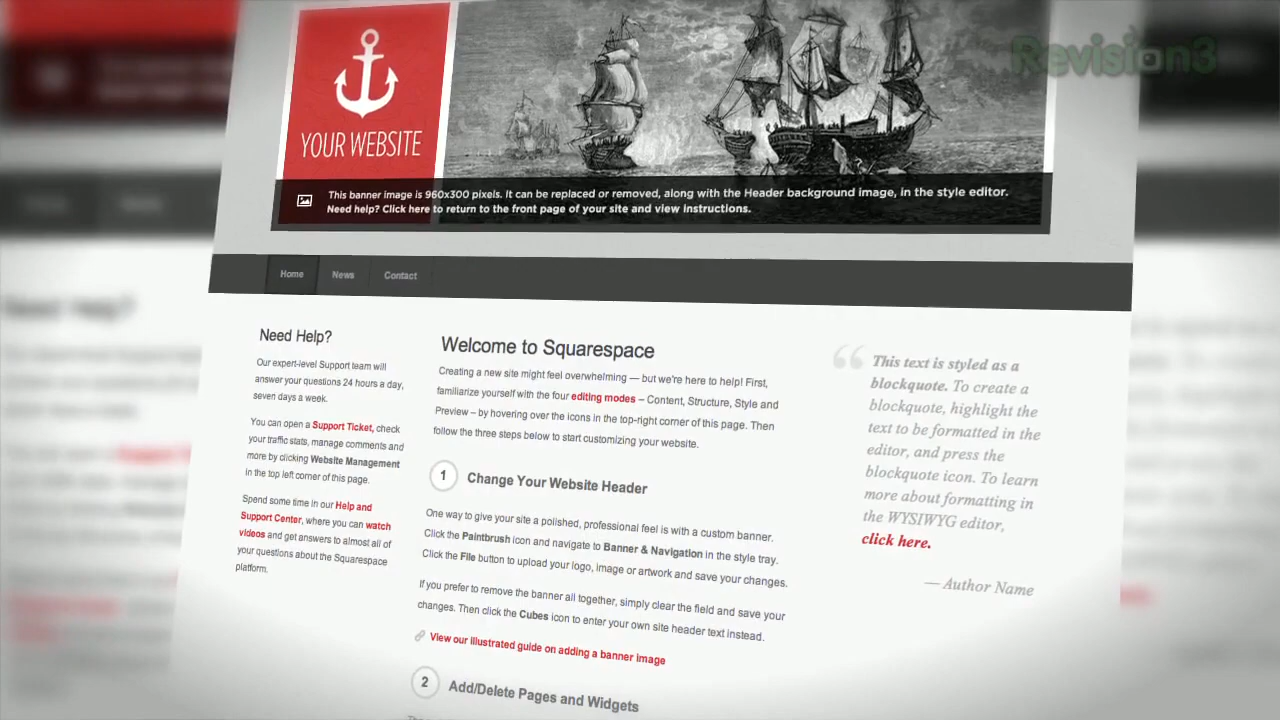 Revision3
YOUR WEBSITE
This banner image is 960x300 pixels. It can be replaced or removed, along with the Header background image, in the style editor.
Need help? Click here to return to the front page of your site and view instructions.
Home News Contact
Need Help?
Our expert-level Support team will
answer your questions 24 hours a day,
seven days a week.
You can open a Support Ticket, check
your traffic stats, manage comments and
more by clicking Website Management
in the top left corner of this page.
Spend some time in our Help and
Support Center, where you can watch
videos and get answers to almost all of
your questions about the Squarespace
platform.
Welcome to Squarespace
Creating a new site might feel overwhelming — but we're here to help! First,
familiarize yourself with the four editing modes – Content, Structure, Style and
Preview – by hovering over the icons in the top-right corner of this page. Then
follow the three steps below to start customizing your website.
1 Change Your Website Header
One way to give your site a polished, professional feel is with a custom banner.
Click the Paintbrush icon and navigate to Banner & Navigation in the style tray.
Click the File button to upload your logo, image or artwork and save your changes.
If you prefer to remove the banner all together, simply clear the field and save your
changes. Then click the Cubes icon to enter your own site header text instead.
View our illustrated guide on adding a banner image
2 Add/Delete Pages and Widgets
“ This text is styled as a
blockquote. To create a
blockquote, highlight the
text to be formatted in the
editor, and press the
blockquote icon. To learn
more about formatting in
the WYSIWYG editor,
click here.
— Author Name